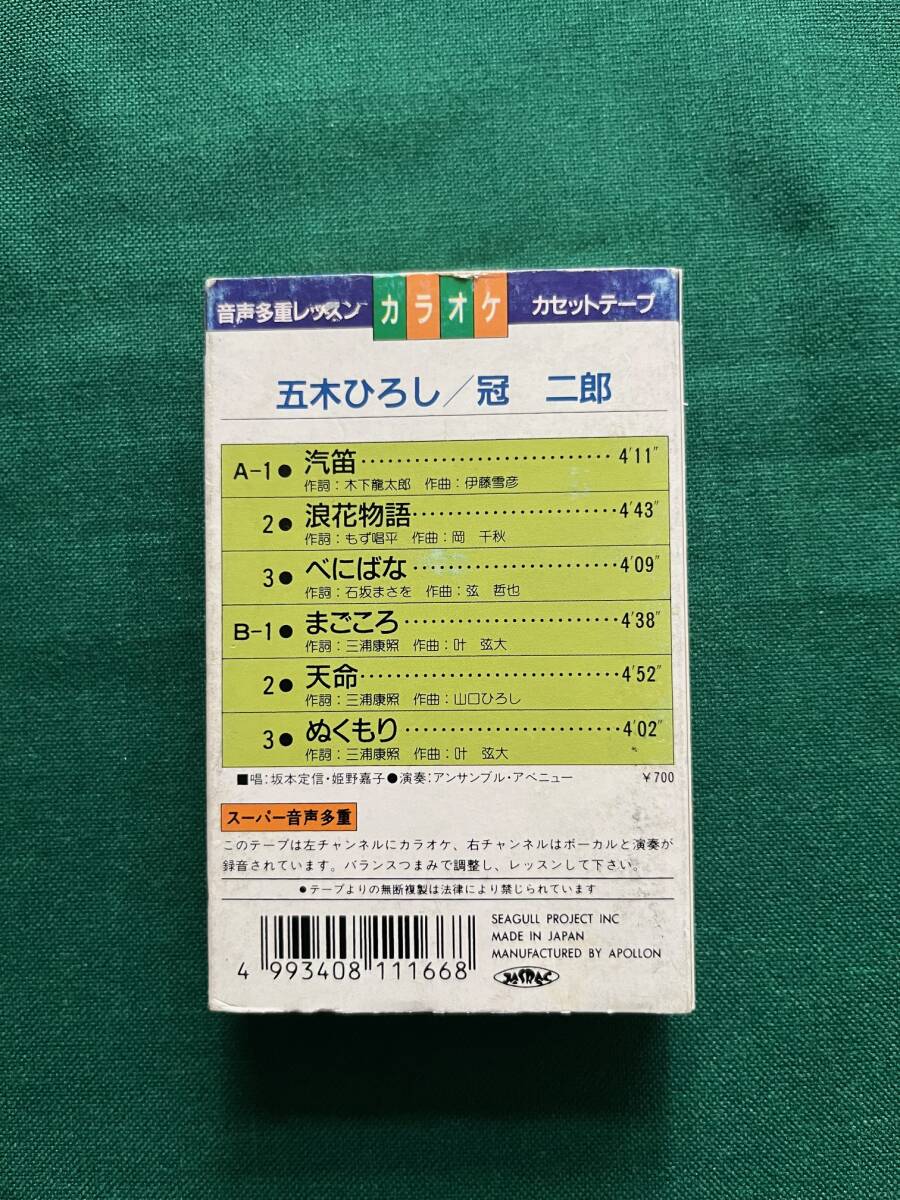 音声多重レッスン カラオケ カセットテープ
五木ひろし／冠 二郎
A-1● 汽笛 4'11"
作詞：木下龍太郎 作曲：伊藤雪彦
2● 浪花物語 4'43"
作詞：もず唱平 作曲：岡 千秋
3● べにばな 4'09"
作詞：石坂まさを 作曲：弦 哲也
B-1● まごころ 4'38"
作詞：三浦康照 作曲：叶 弦大
2● 天命 4'52"
作詞：三浦康照 作曲：山口ひろし
3● ぬくもり 4'02"
作詞：三浦康照 作曲：叶 弦大
■唱：坂本定信・姫野嘉子●演奏：アンサンブル・アベニュー ￥700
スーパー音声多重
このテープは左チャンネルにカラオケ、右チャンネルはボーカルと演奏が
録音されています。バランスつまみで調整し、レッスンして下さい。
●テープよりの無断複製は法律により禁じられています
SEAGULL PROJECT INC
MADE IN JAPAN
MANUFACTURED BY APOLLON
JASRAC
4 993408 111668